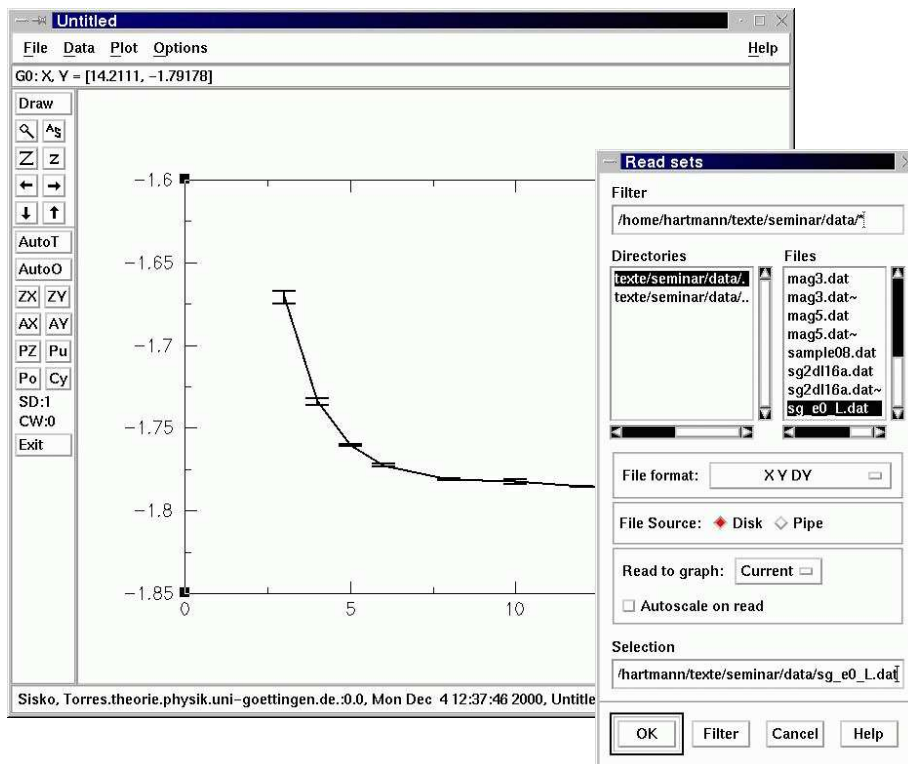 Untitled
File Data Plot Options Help
G0: X, Y = [14.2111, −1.79178]
Draw
A S
Z z
AutoT
AutoO
ZX ZY
AX AY
PZ Pu
Po Cy
SD:1
CW:0
Exit
−1.6
−1.65
−1.7
−1.75
−1.8
−1.85
0 5 10
Sisko, Torres.theorie.physik.uni−goettingen.de.:0.0, Mon Dec 4 12:37:46 2000, Untitle
Read sets
Filter
/home/hartmann/texte/seminar/data/*
Directories
texte/seminar/data/.
texte/seminar/data/..
Files
mag3.dat
mag3.dat~
mag5.dat
mag5.dat~
sample08.dat
sg2dl16a.dat
sg2dl16a.dat~
sg_e0_L.dat
File format: X Y DY
File Source: Disk Pipe
Read to graph: Current
Autoscale on read
Selection
/hartmann/texte/seminar/data/sg_e0_L.dat
OK Filter Cancel Help